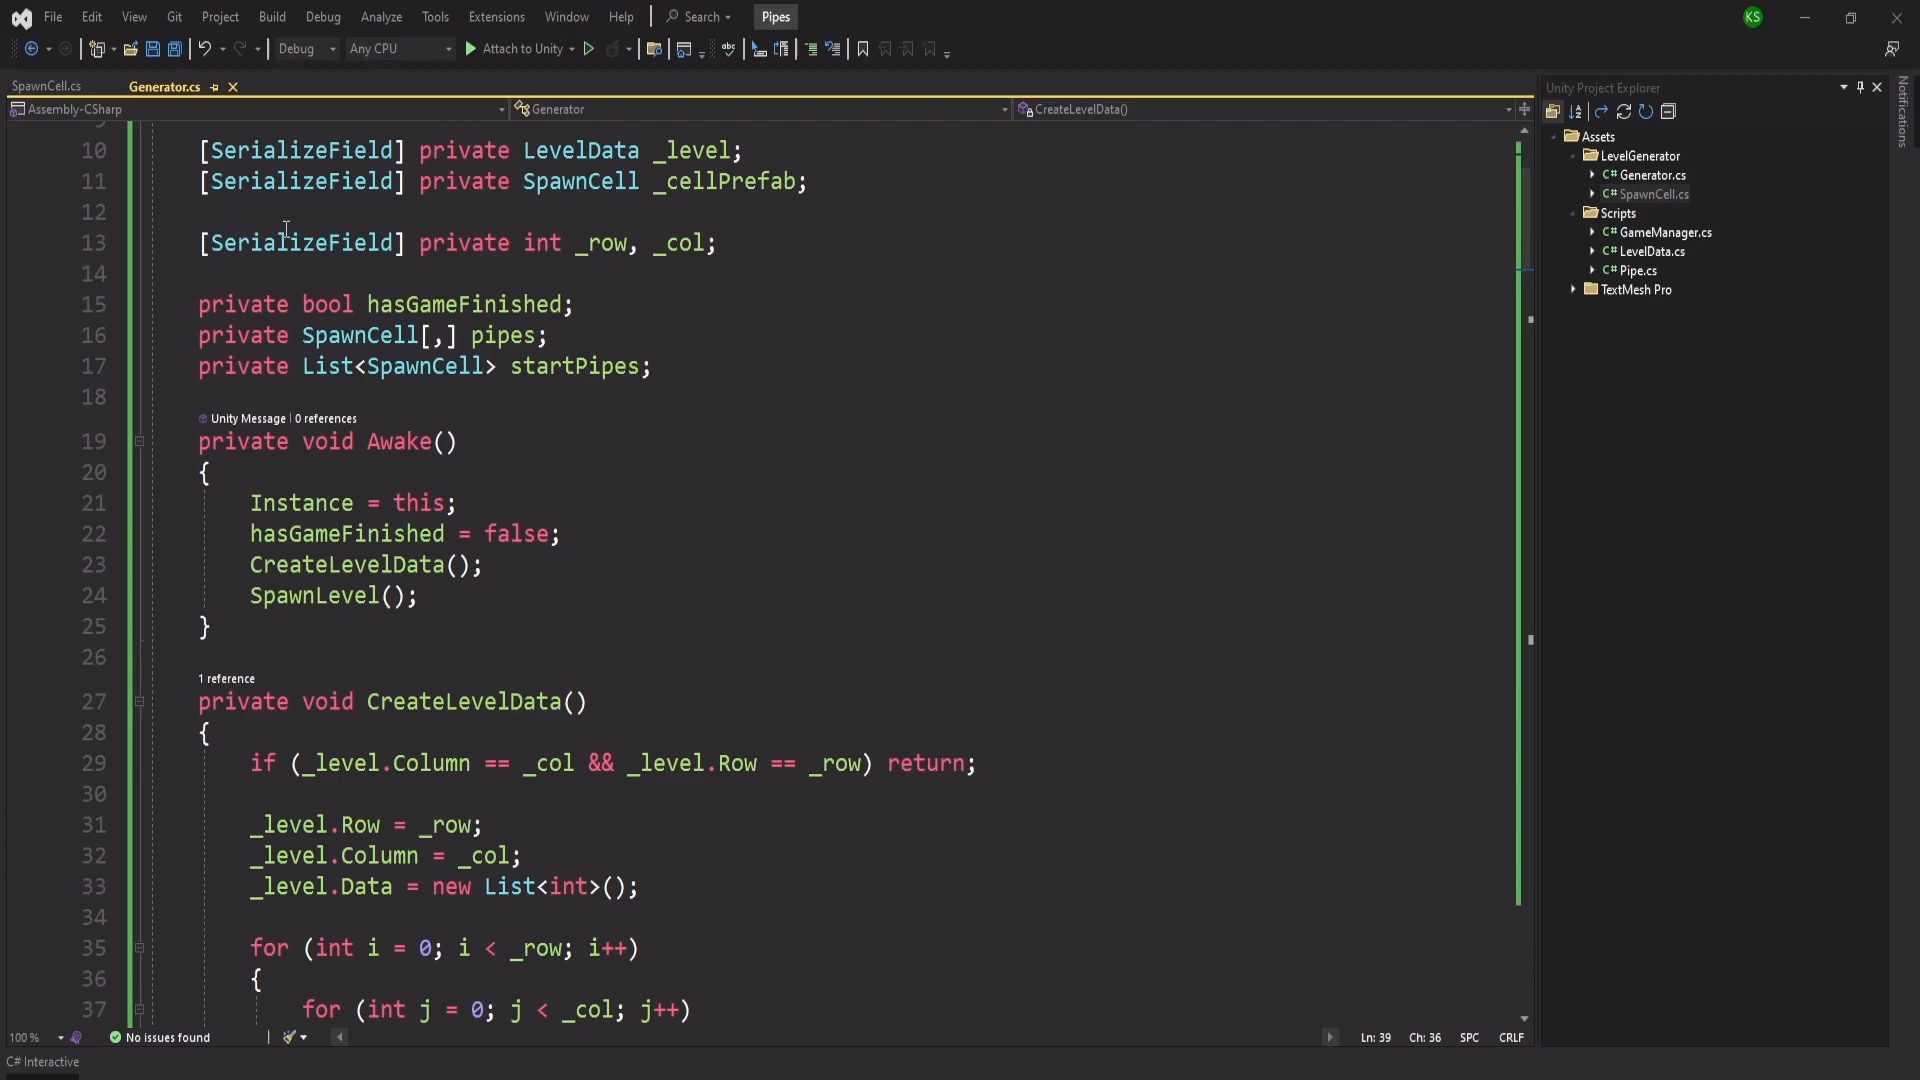 File Edit View Git Project Build Debug Analyze Tools Extensions Window Help Search Pipes KS
Debug Any CPU Attach to Unity
SpawnCell.cs Generator.cs
Assembly-CSharp Generator CreateLevelData()
10 [SerializeField] private LevelData _level;
11 [SerializeField] private SpawnCell _cellPrefab;
12
13 [SerializeField] private int _row, _col;
14
15 private bool hasGameFinished;
16 private SpawnCell[,] pipes;
17 private List<SpawnCell> startPipes;
18
Unity Message | 0 references
19 private void Awake()
20 {
21 Instance = this;
22 hasGameFinished = false;
23 CreateLevelData();
24 SpawnLevel();
25 }
26
1 reference
27 private void CreateLevelData()
28 {
29 if (_level.Column == _col && _level.Row == _row) return;
30
31 _level.Row = _row;
32 _level.Column = _col;
33 _level.Data = new List<int>();
34
35 for (int i = 0; i < _row; i++)
36 {
37 for (int j = 0; j < _col; j++)
100 % No issues found Ln: 39 Ch: 36 SPC CRLF
C# Interactive
Unity Project Explorer
Assets
LevelGenerator
C# Generator.cs
C# SpawnCell.cs
Scripts
C# GameManager.cs
C# LevelData.cs
C# Pipe.cs
TextMesh Pro
Notifications